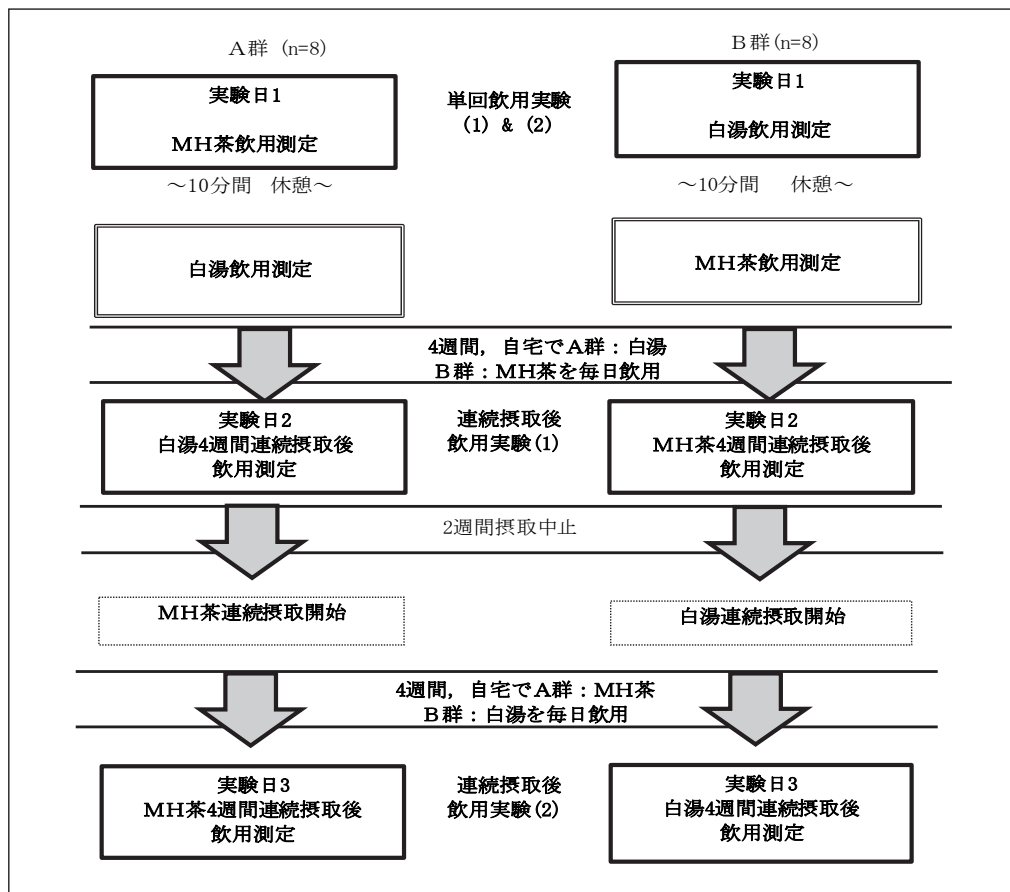 A群 (n=8)
B群(n=8)
実験日1
MH茶飲用測定
単回飲用実験
(1) & (2)
実験日1
白湯飲用測定
～10分間 休憩～
～10分間 休憩～
白湯飲用測定
MH茶飲用測定
4週間，自宅でA群：白湯
B群：MH茶を毎日飲用
実験日2
白湯4週間連続摂取後
飲用測定
連続摂取後
飲用実験(1)
実験日2
MH茶4週間連続摂取後
飲用測定
2週間摂取中止
MH茶連続摂取開始
白湯連続摂取開始
4週間，自宅でA群：MH茶
B群：白湯を毎日飲用
実験日3
MH茶4週間連続摂取後
飲用測定
連続摂取後
飲用実験(2)
実験日3
白湯4週間連続摂取後
飲用測定